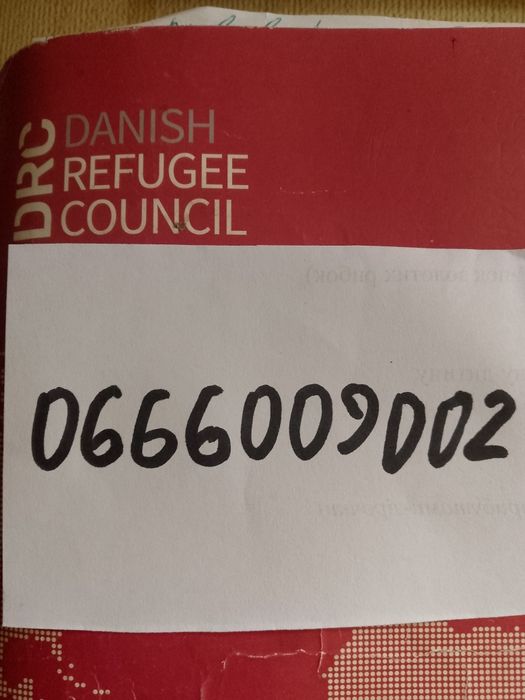 DRC
DANISH
REFUGEE
COUNCIL
0666009002